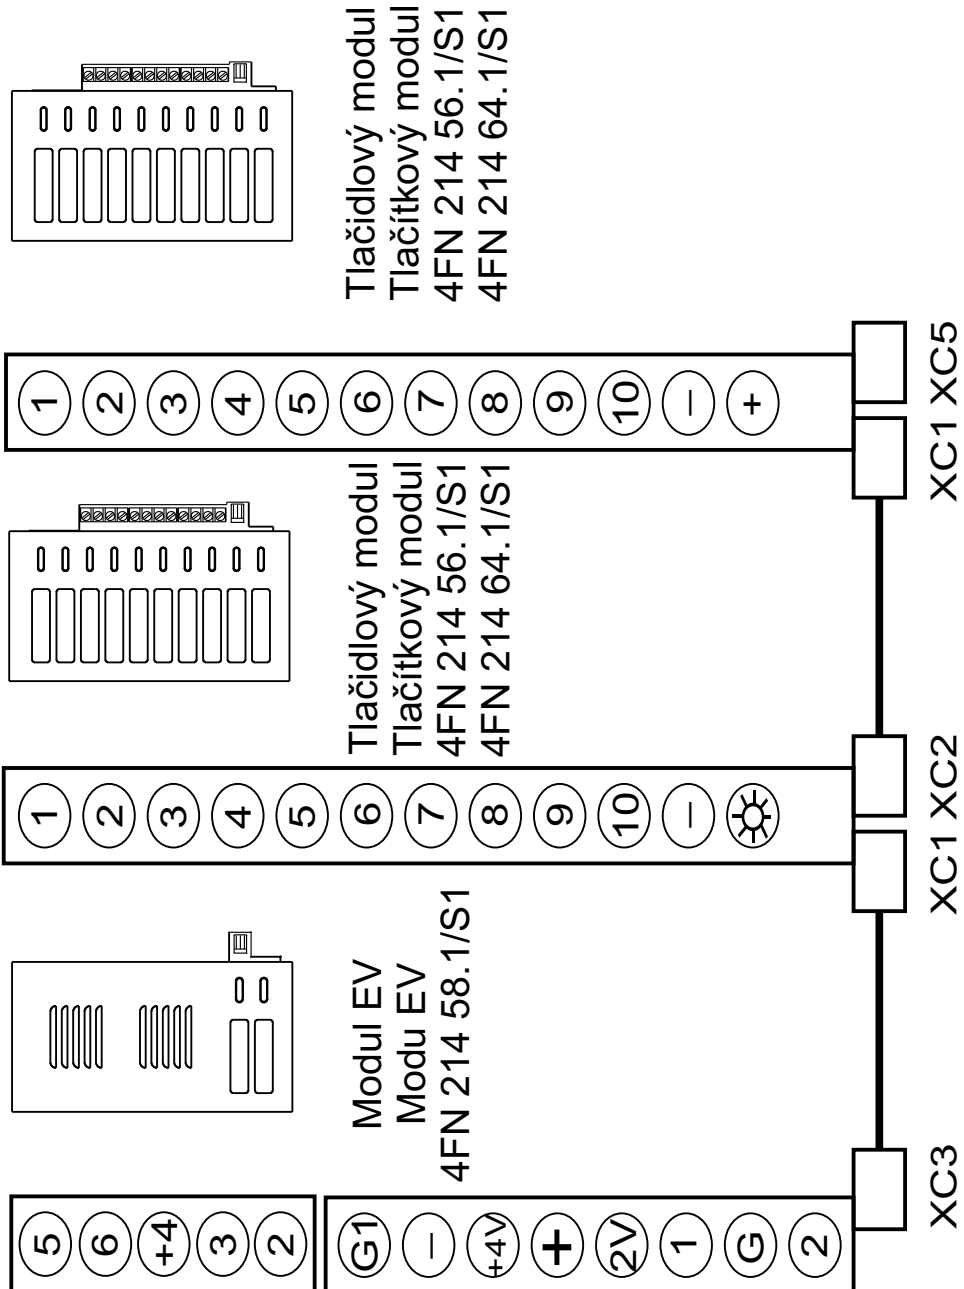 Tlačidlový modul
Tlačítkový modul
4FN 214 56.1/S1
4FN 214 64.1/S1
1 2 3 4 5 6 7 8 9 10 – +
XC1 XC5
Tlačidlový modul
Tlačítkový modul
4FN 214 56.1/S1
4FN 214 64.1/S1
1 2 3 4 5 6 7 8 9 10 –
XC1 XC2
Modul EV
Modu EV
4FN 214 58.1/S1
5 6 +4 3 2
G1 – +4V + 2V 1 G 2
XC3